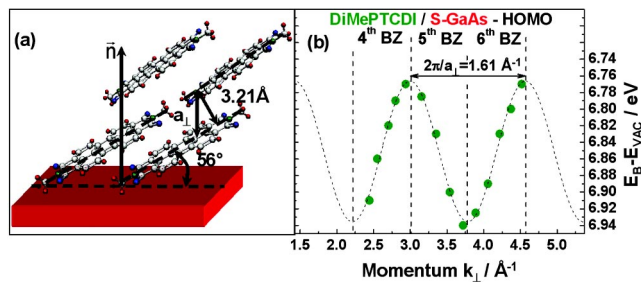 (a)
n
3.21Å
a⊥
56°
DiMePTCDI / S-GaAs - HOMO
(b)
4th BZ 5th BZ 6th BZ
2π/a⊥=1.61 Å-1
6.76
6.78
6.80
6.82
6.84
6.86
6.88
6.90
6.92
6.94
EB-EVAC / eV
1.5 2.0 2.5 3.0 3.5 4.0 4.5 5.0
Momentum k⊥ / Å-1